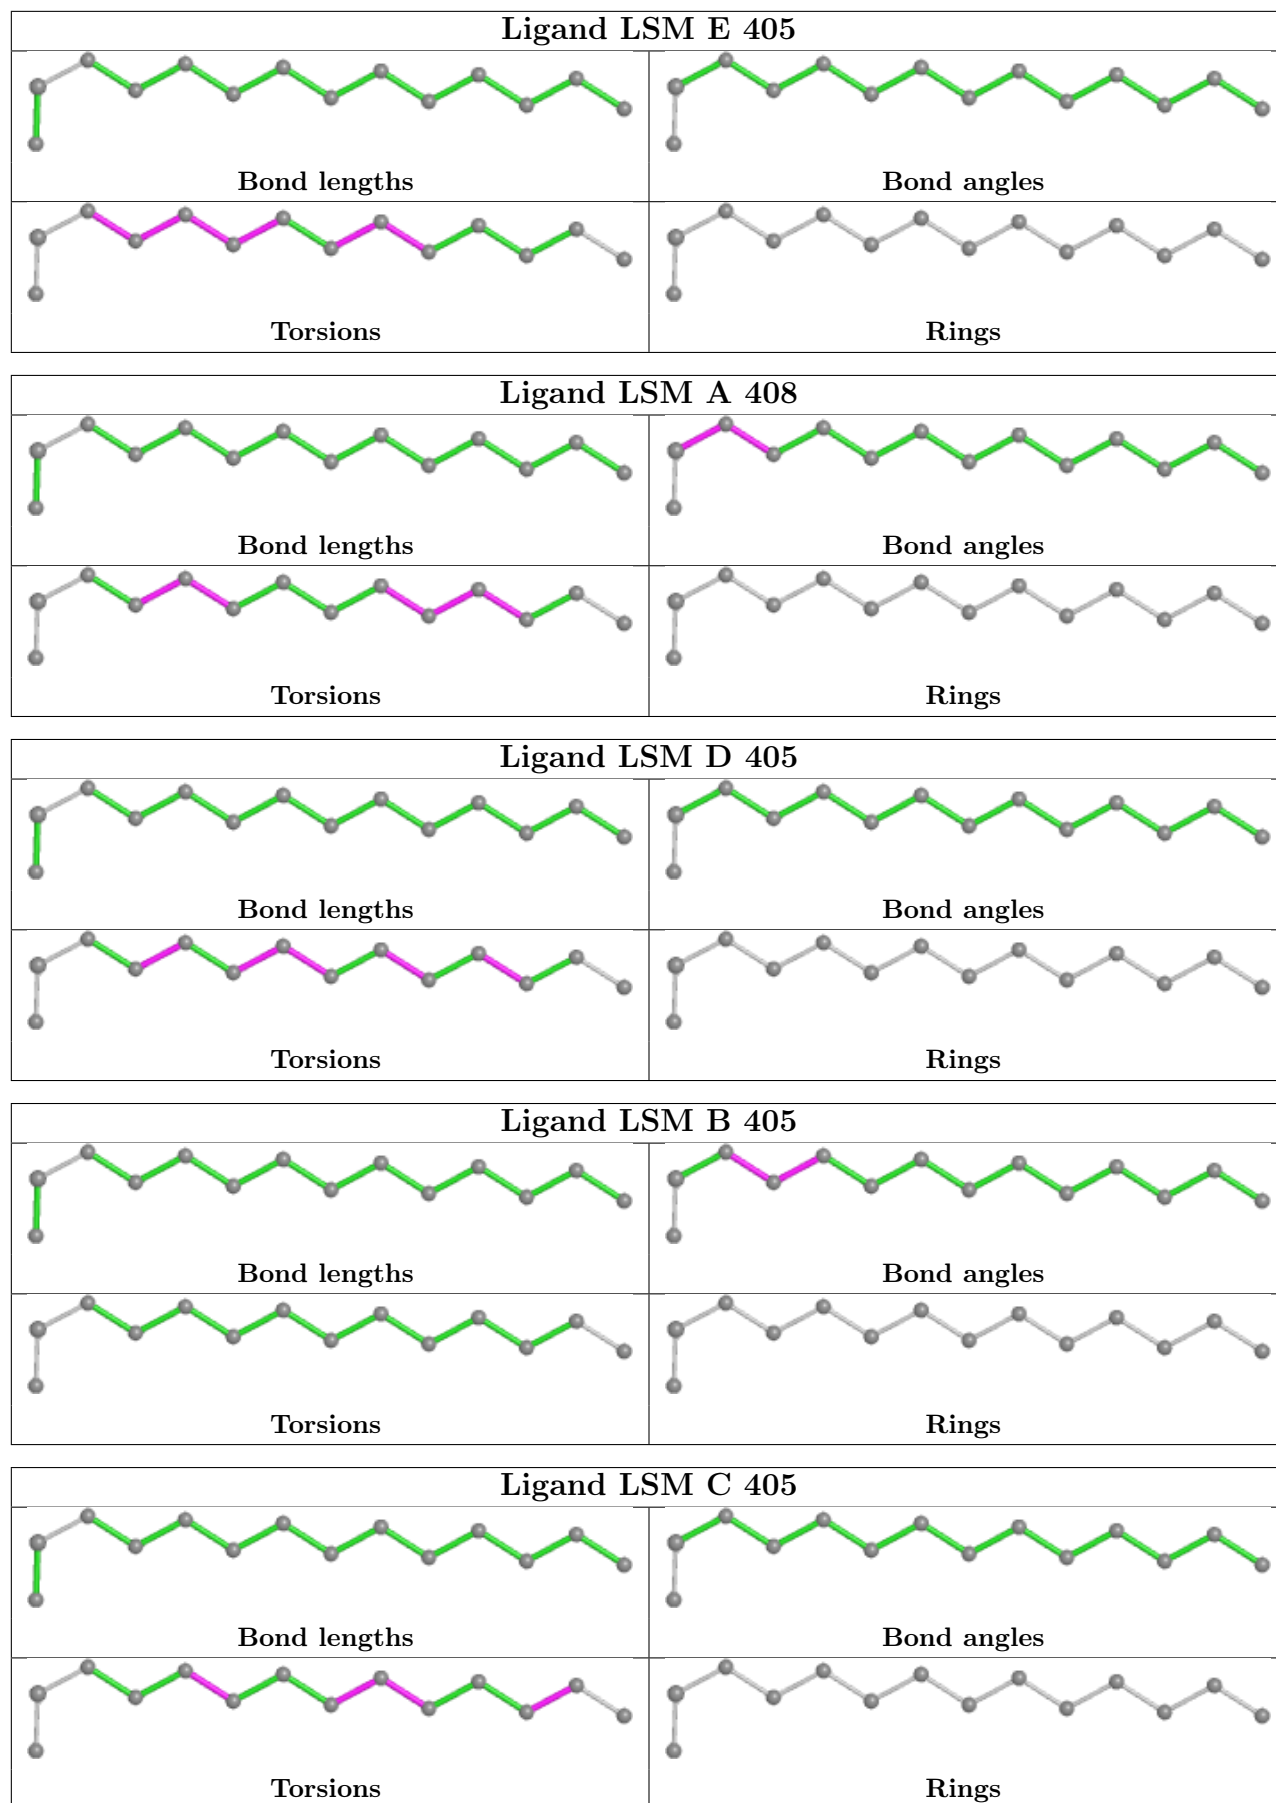 Ligand LSM E 405
Bond lengths
Bond angles
Torsions
Rings
Ligand LSM A 408
Bond lengths
Bond angles
Torsions
Rings
Ligand LSM D 405
Bond lengths
Bond angles
Torsions
Rings
Ligand LSM B 405
Bond lengths
Bond angles
Torsions
Rings
Ligand LSM C 405
Bond lengths
Bond angles
Torsions
Rings